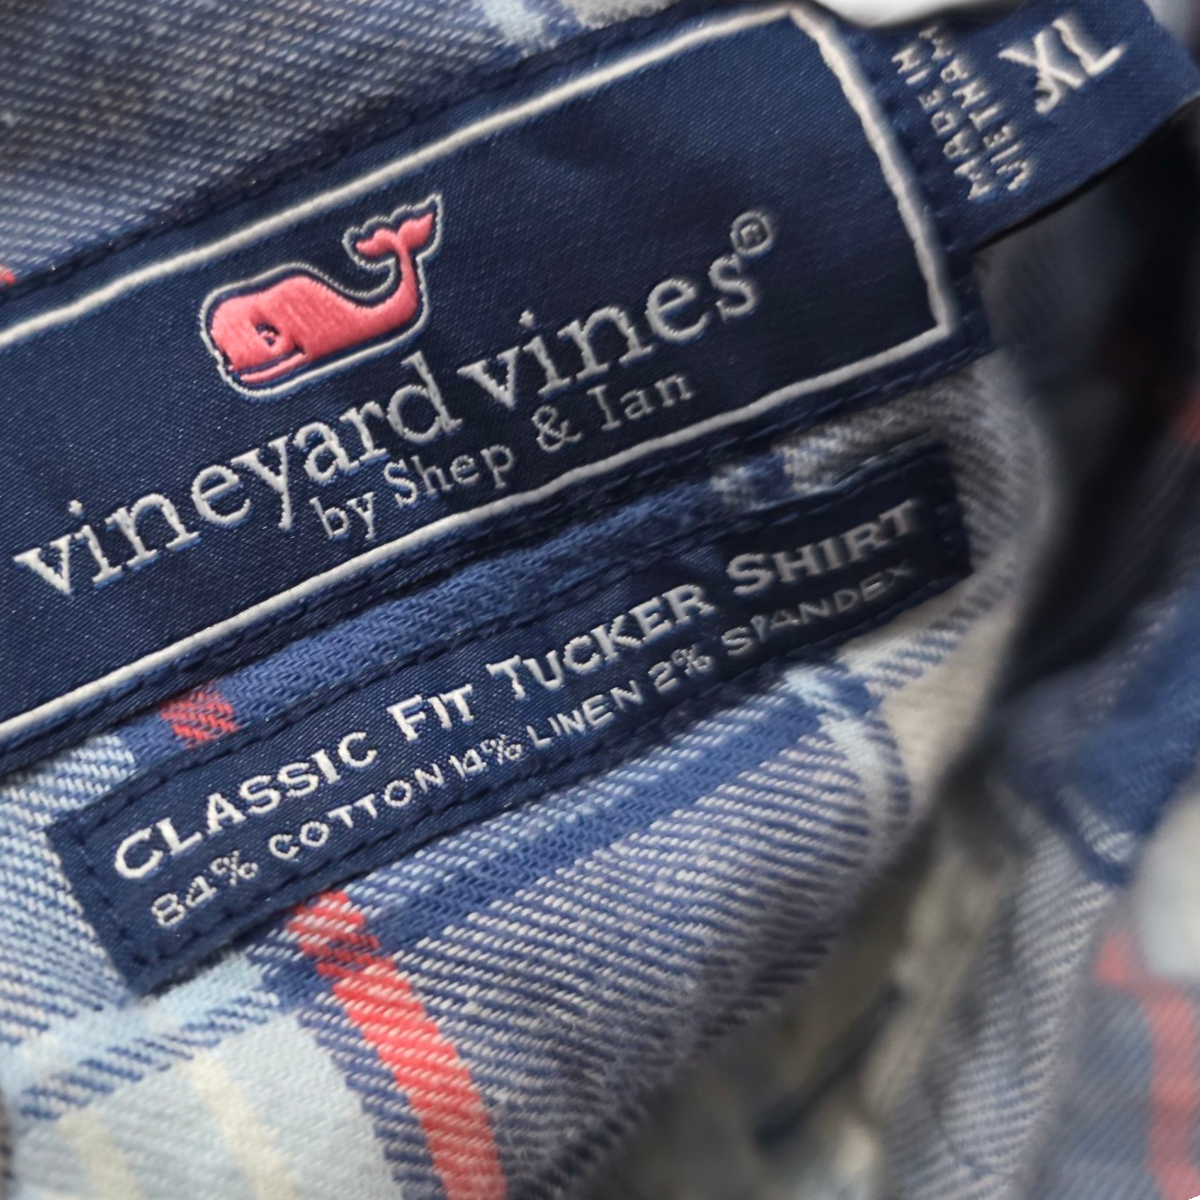 vineyard vines®
by Shep & Ian
MADE IN
VIETNAM
XL
CLASSIC FIT TUCKER SHIRT
84% COTTON 14% LINEN 2% SPANDEX